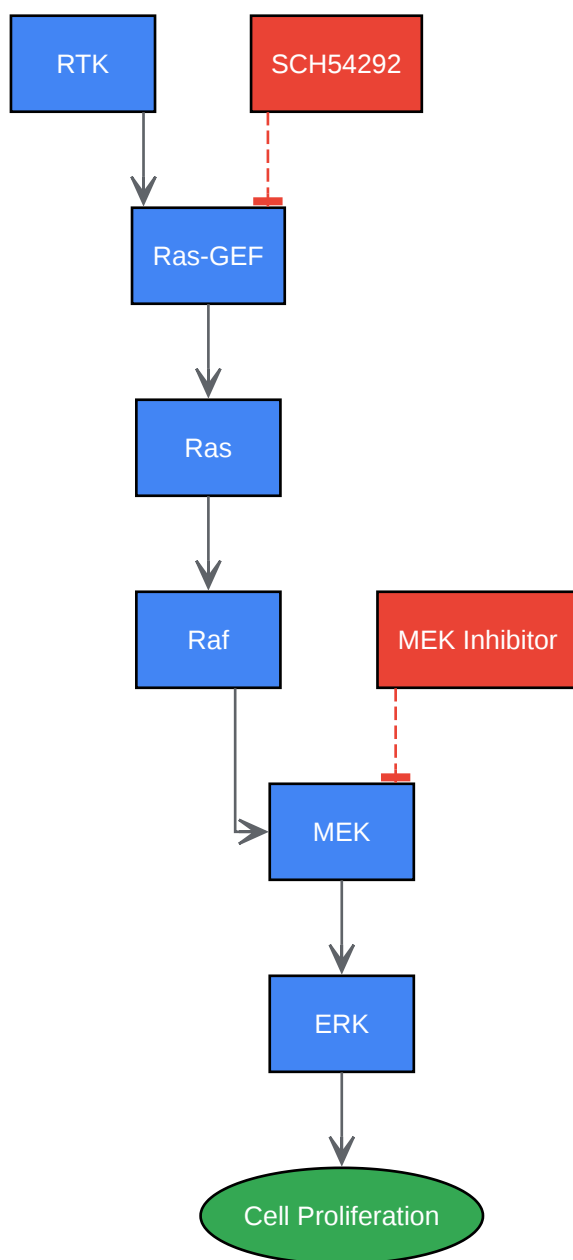 RTK
SCH54292
Ras-GEF
Ras
Raf
MEK Inhibitor
MEK
ERK
Cell Proliferation